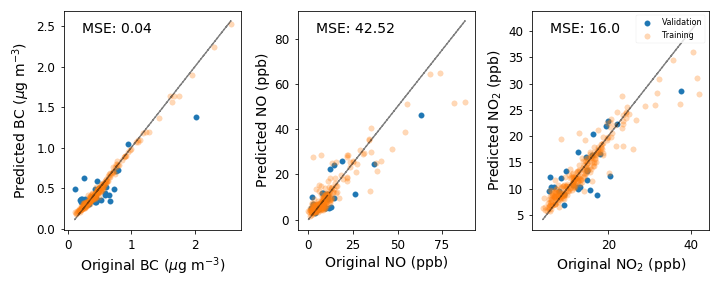 MSE: 0.04
2.5
2.0
1.5
1.0
0.5
0.0
Predicted BC (μg m⁻³)
0
1
2
Original BC (μg m⁻³)
MSE: 42.52
80
60
40
20
0
Predicted NO (ppb)
0
25
50
75
Original NO (ppb)
MSE: 16.0
Validation
Training
40
35
30
25
20
15
10
5
Predicted NO₂ (ppb)
20
40
Original NO₂ (ppb)